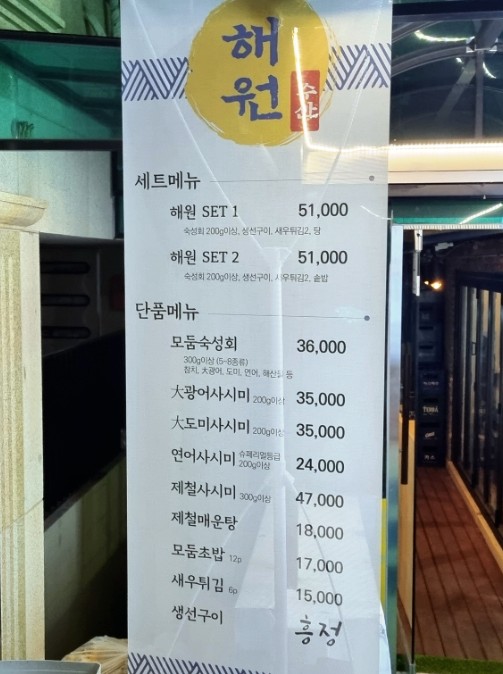 해원
수산
세트메뉴
해원 SET 1 51,000
숙성회 200g이상, 생선구이, 새우튀김2, 탕
해원 SET 2 51,000
숙성회 200g이상, 생선구이, 새우튀김2, 솥밥
단품메뉴
모둠숙성회 36,000
300g이상 (5~8종류)
참치, 大광어, 도미, 연어, 해산물 등
大광어사시미 200g이상 35,000
大도미사시미 200g이상 35,000
연어사시미 슈페리얼등급 200g이상 24,000
제철사시미 300g이상 47,000
제철매운탕 18,000
모둠초밥 12p 17,000
새우튀김 6p 15,000
생선구이 흥정